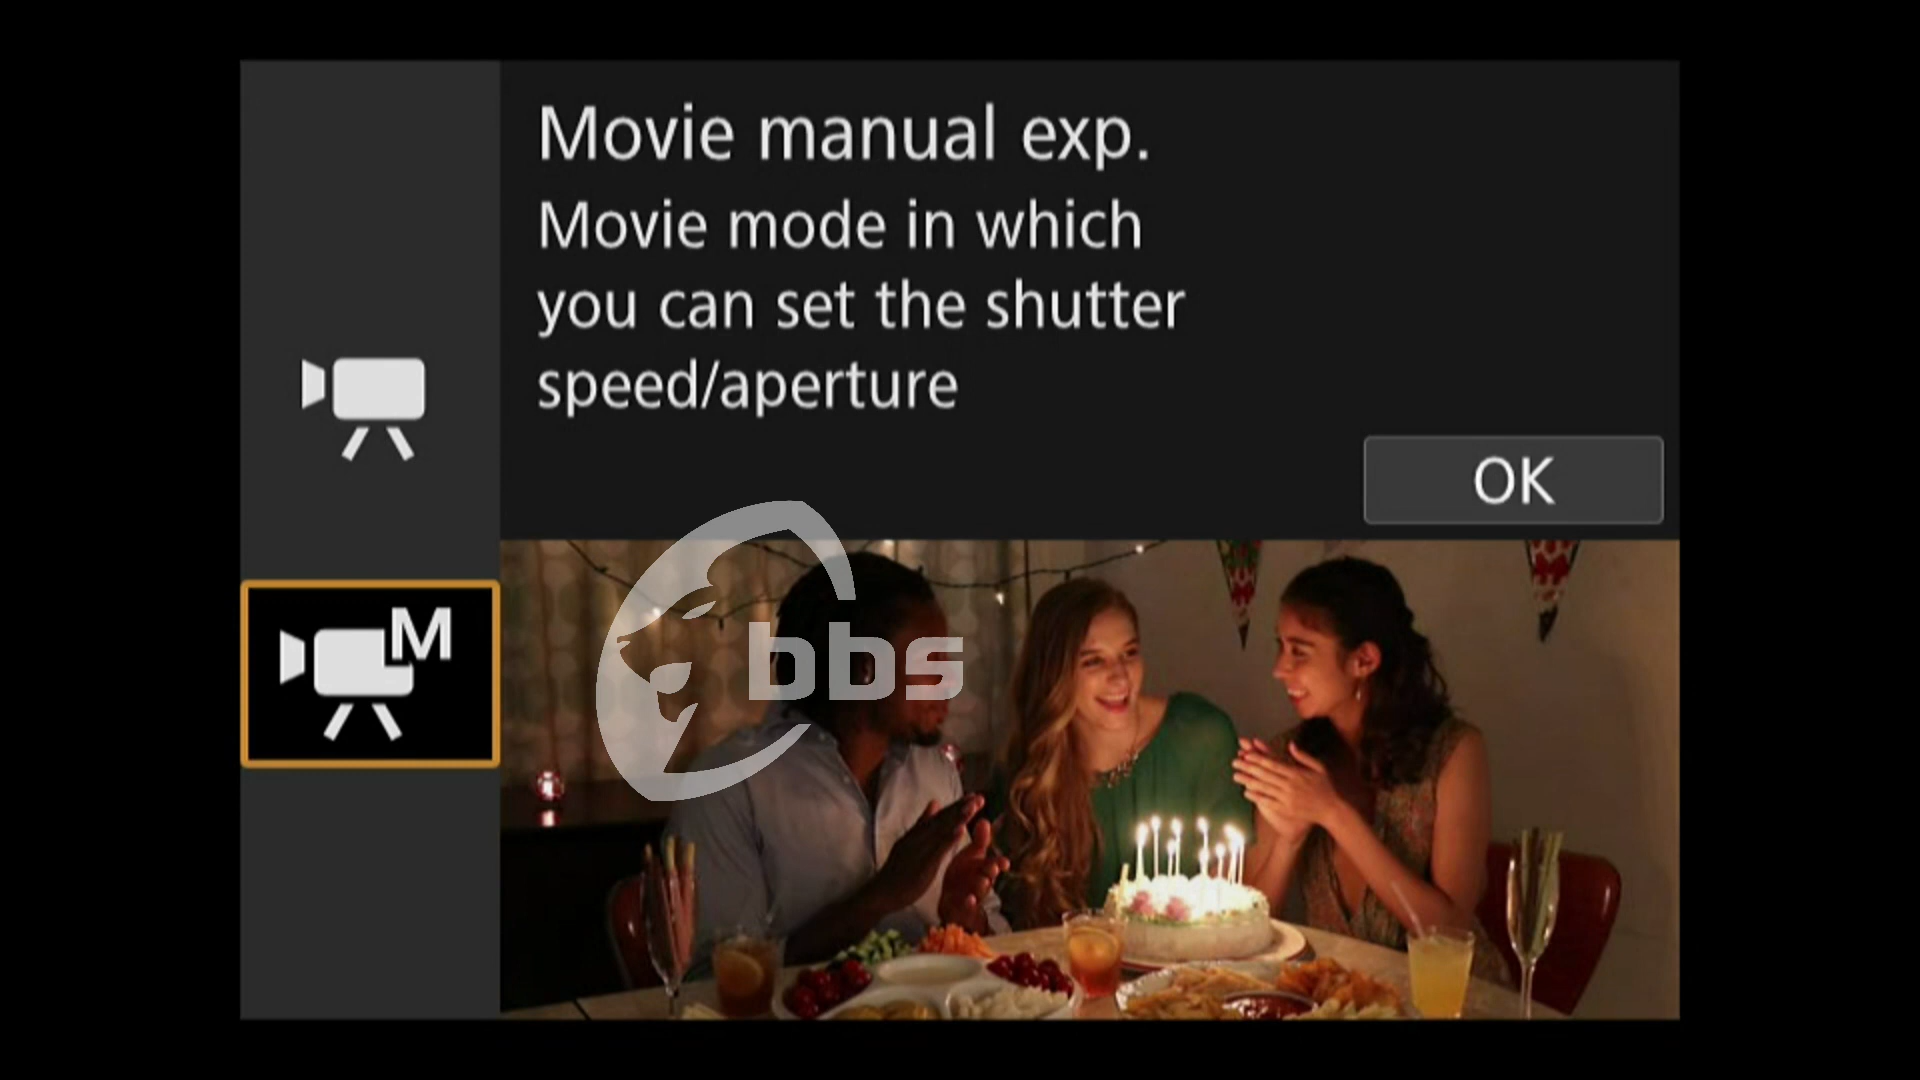 Movie manual exp.
Movie mode in which
you can set the shutter
speed/aperture
OK
M
bbs